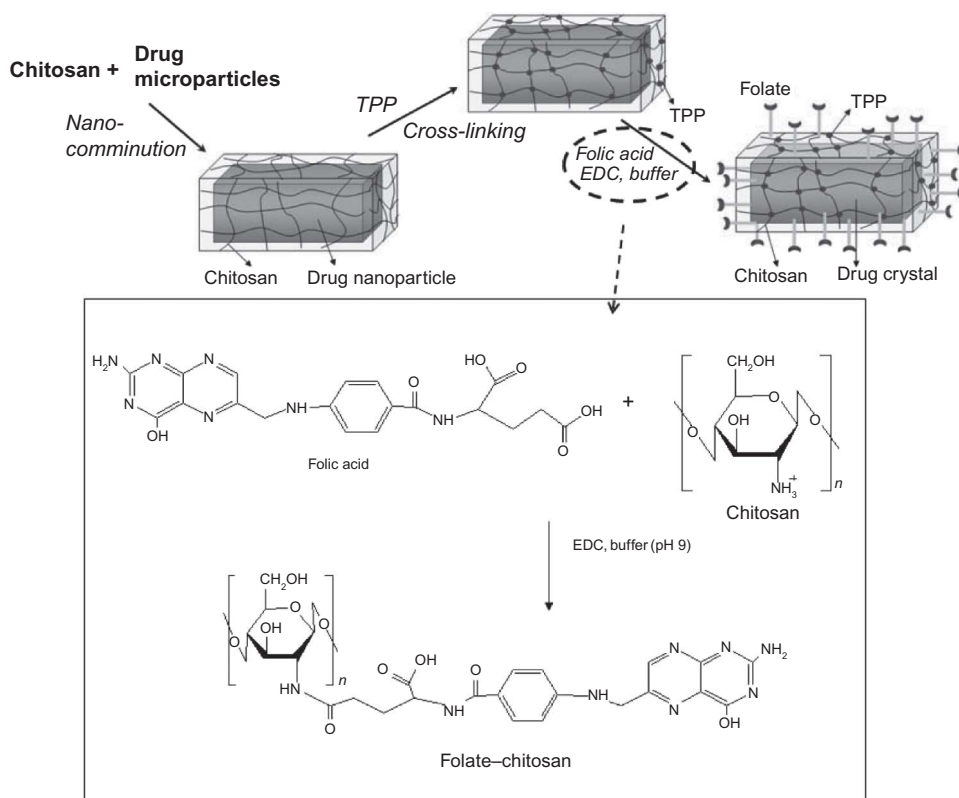 Chitosan +
Drug
microparticles
Nano-
comminution
Chitosan
Drug nanoparticle
TPP
Cross-linking
TPP
Folic acid
EDC, buffer
Folate
TPP
Chitosan
Drug crystal
H2N
N
N
HN
N
N
OH
NH
O
N
H
HO
O
OH
O
Folic acid
+
CH2OH
O
HO
O
O
NH3+
n
Chitosan
EDC, buffer (pH 9)
CH2OH
O
OH
O
O
HN
n
O
O
OH
NH
O
NH
N
N
NH2
N
N
OH
Folate–chitosan